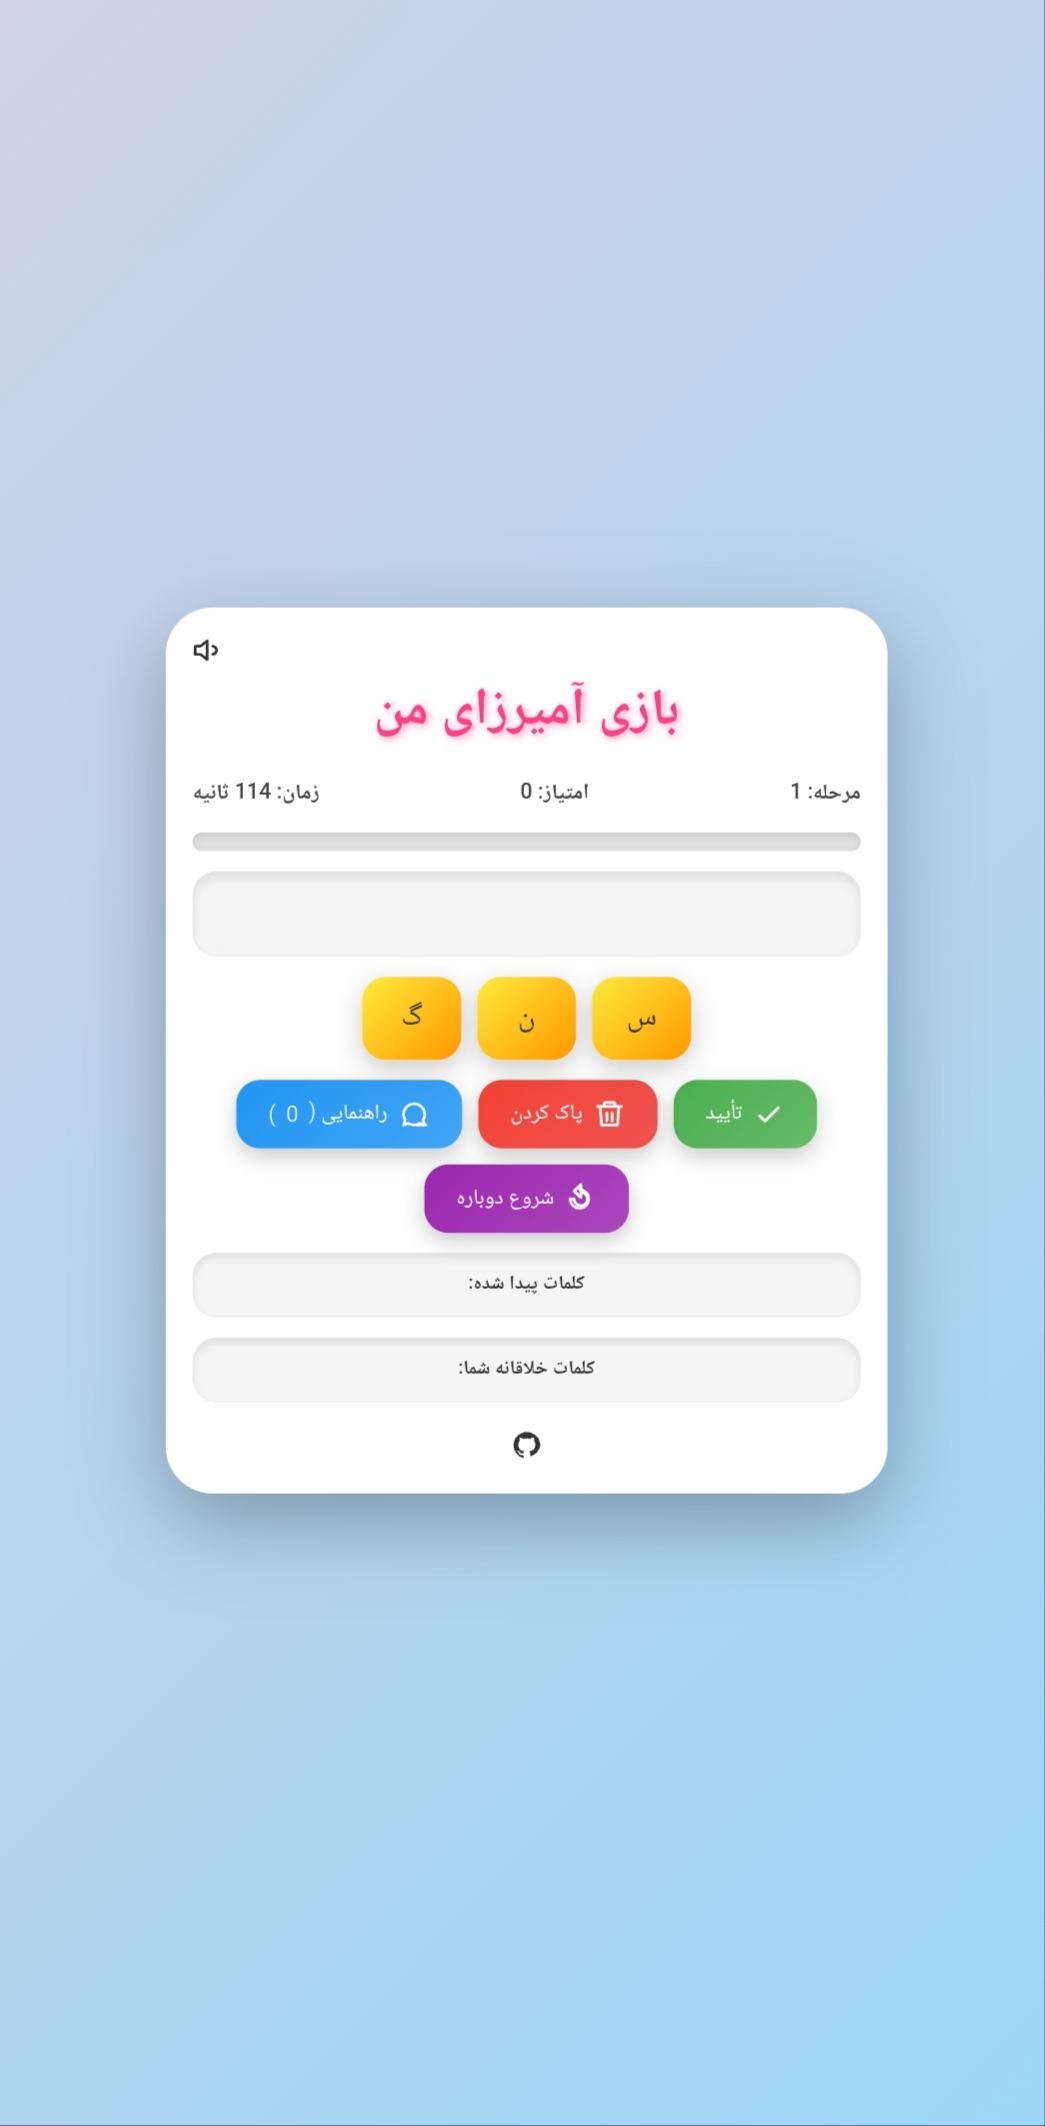 بازی آمیرزای من
مرحله: 1 امتیاز: 0 زمان: 114 ثانیه
س ن گ
تأیید پاک کردن راهنمایی ( 0 )
شروع دوباره
کلمات پیدا شده:
کلمات خلاقانه شما: